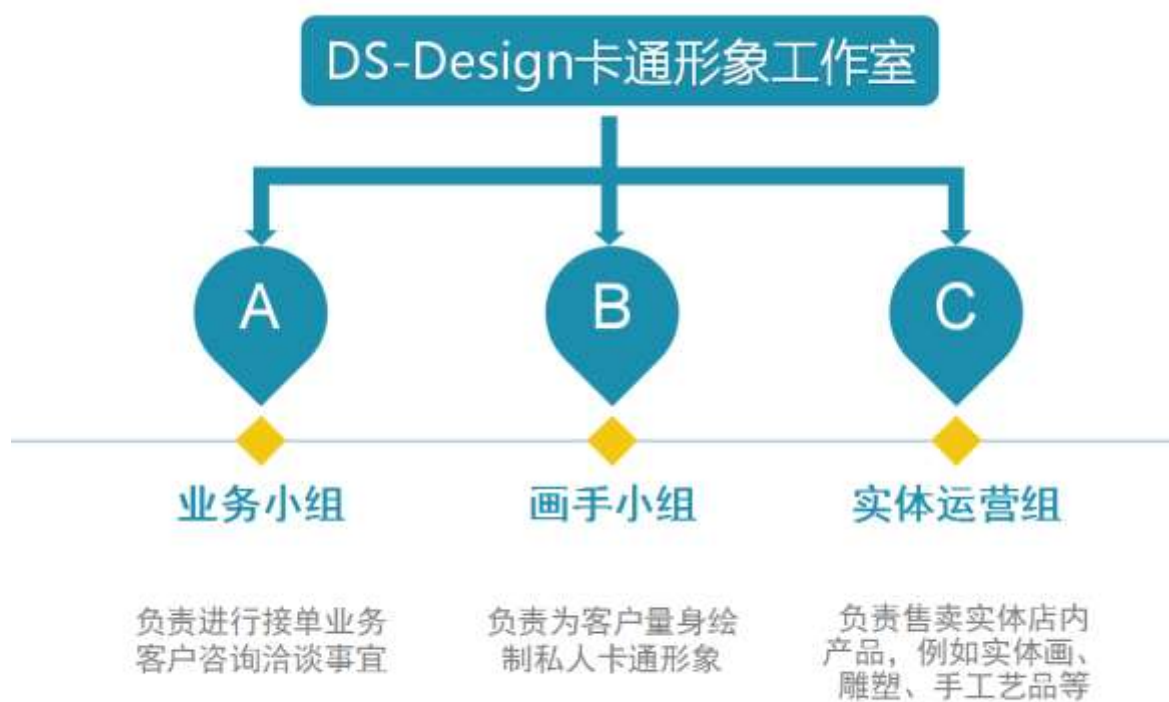 DS-Design卡通形象工作室
A
B
C
业务小组
画手小组
实体运营组
负责进行接单业务
客户咨询洽谈事宜
负责为客户量身绘
制私人卡通形象
负责售卖实体店内
产品，例如实体画、
雕塑、手工艺品等